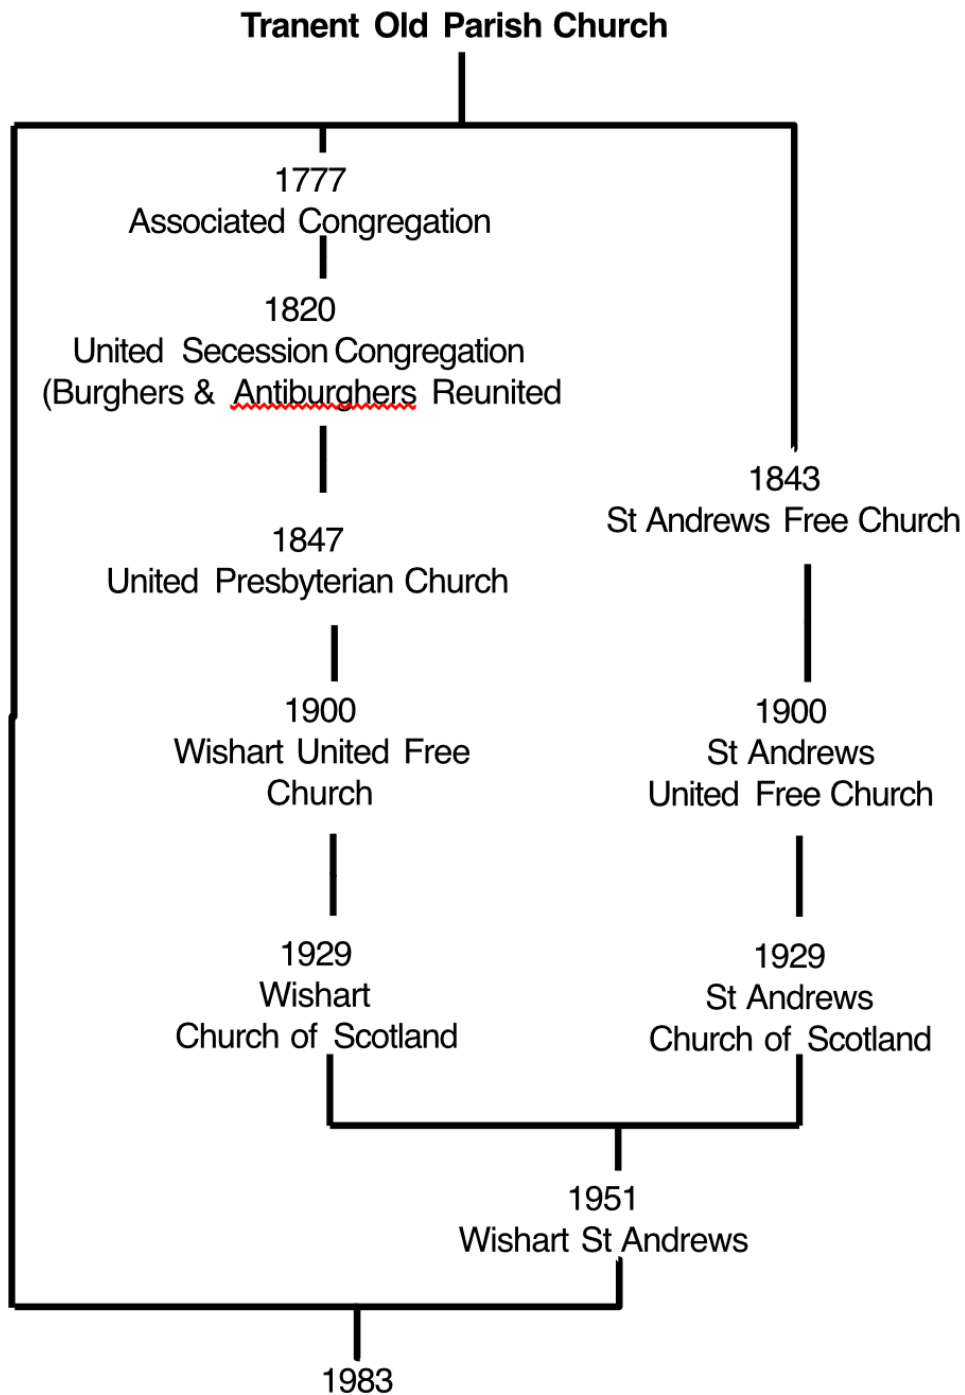 Tranent Old Parish Church
1777
Associated Congregation
1820
United Secession Congregation
(Burghers & Antiburghers Reunited
1847
United Presbyterian Church
1900
Wishart United Free
Church
1929
Wishart
Church of Scotland
1843
St Andrews Free Church
1900
St Andrews
United Free Church
1929
St Andrews
Church of Scotland
1951
Wishart St Andrews
1983